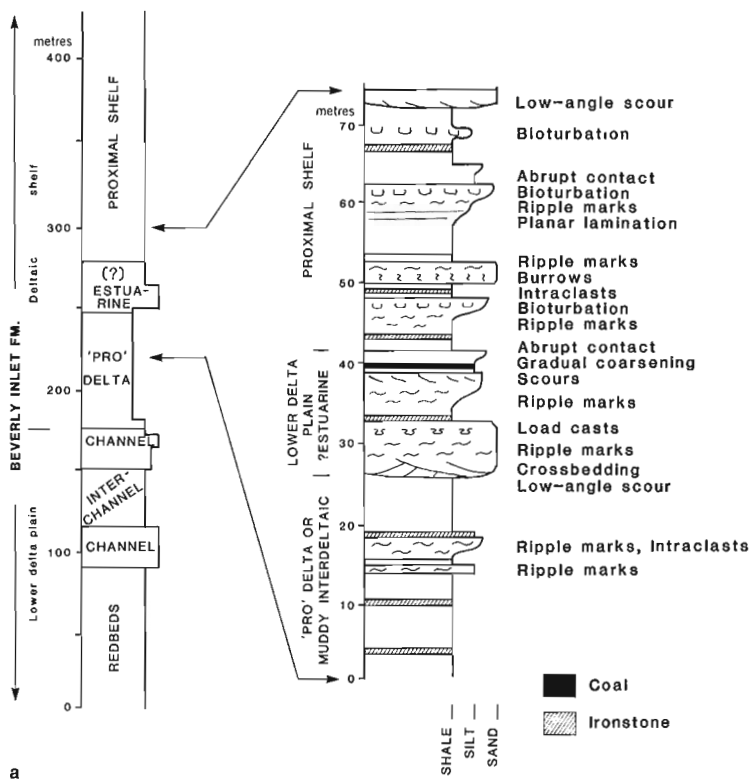 metres
400
300
200
100
0
BEVERLY INLET FM.
Deltaic shelf
Lower delta plain
PROXIMAL SHELF
(?)
ESTUA-
RINE
'PRO'
DELTA
CHANNEL
INTER-
CHANNEL
CHANNEL
REDBEDS
metres
70
60
50
40
30
20
10
0
PROXIMAL SHELF
LOWER DELTA
PLAIN
?ESTUARINE
'PRO' DELTA OR
MUDDY INTERDELTAIC
Low-angle scour
Bioturbation
Abrupt contact
Bioturbation
Ripple marks
Planar lamination
Ripple marks
Burrows
Intraclasts
Bioturbation
Ripple marks
Abrupt contact
Gradual coarsening
Scours
Ripple marks
Load casts
Ripple marks
Crossbedding
Low-angle scour
Ripple marks, Intraclasts
Ripple marks
Coal
Ironstone
SHALE
SILT
SAND
a